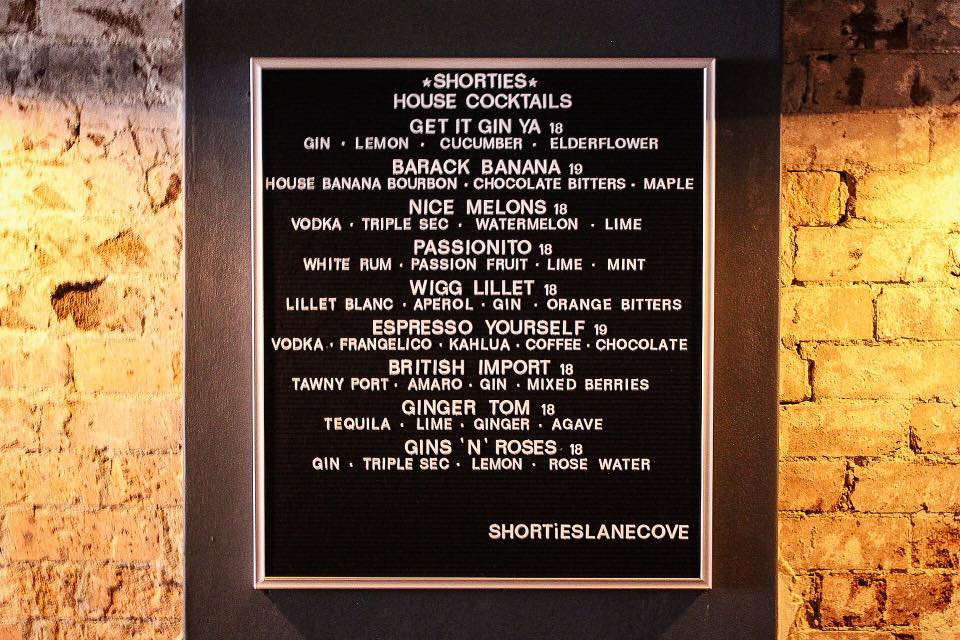 ★SHORTIES★
HOUSE COCKTAILS
GET IT GIN YA 18
GIN · LEMON · CUCUMBER · ELDERFLOWER
BARACK BANANA 19
HOUSE BANANA BOURBON · CHOCOLATE BITTERS · MAPLE
NICE MELONS 18
VODKA · TRIPLE SEC · WATERMELON · LIME
PASSIONITO 18
WHITE RUM · PASSION FRUIT · LIME · MINT
WIGG LILLET 18
LILLET BLANC · APEROL · GIN · ORANGE BITTERS
ESPRESSO YOURSELF 19
VODKA · FRANGELICO · KAHLUA · COFFEE · CHOCOLATE
BRITISH IMPORT 18
TAWNY PORT · AMARO · GIN · MIXED BERRIES
GINGER TOM 18
TEQUILA · LIME · GINGER · AGAVE
GINS 'N' ROSES 18
GIN · TRIPLE SEC · LEMON · ROSE WATER
SHORTiESLANECOVE